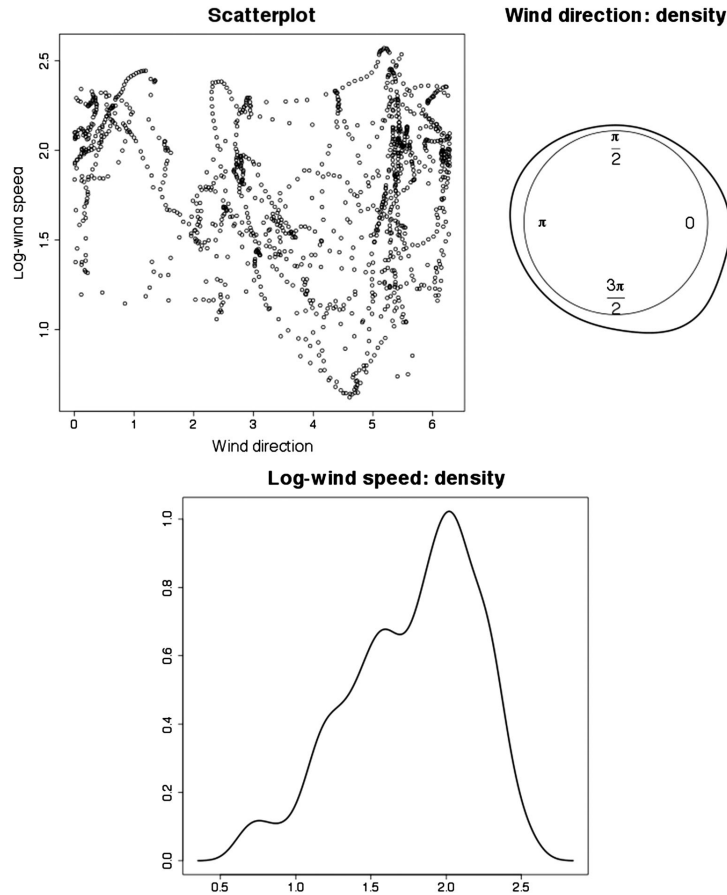 Scatterplot
Wind direction: density
Log-wind speed
2.5
2.0
1.5
1.0
0 1 2 3 4 5 6
Wind direction
π/2
π
0
3π/2
Log-wind speed: density
1.0
0.8
0.6
0.4
0.2
0.0
0.5 1.0 1.5 2.0 2.5